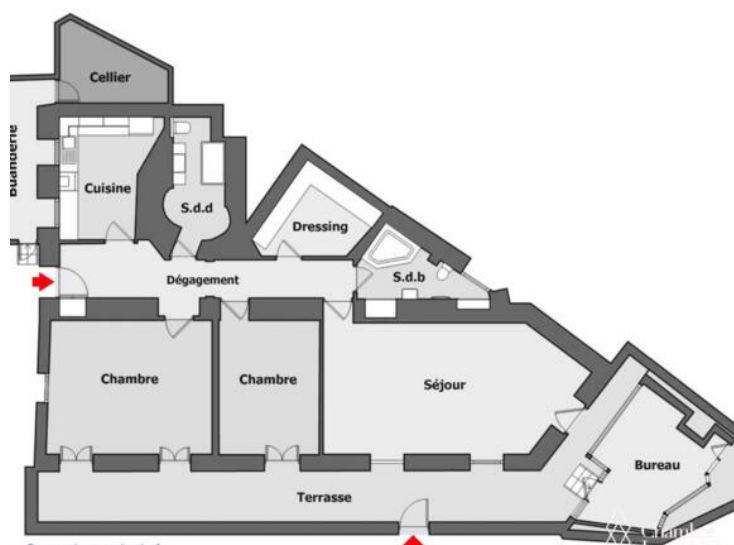 Cellier
Buanderie
Cuisine
S.d.d
Dressing
S.d.b
Dégagement
Chambre
Chambre
Séjour
Bureau
Terrasse